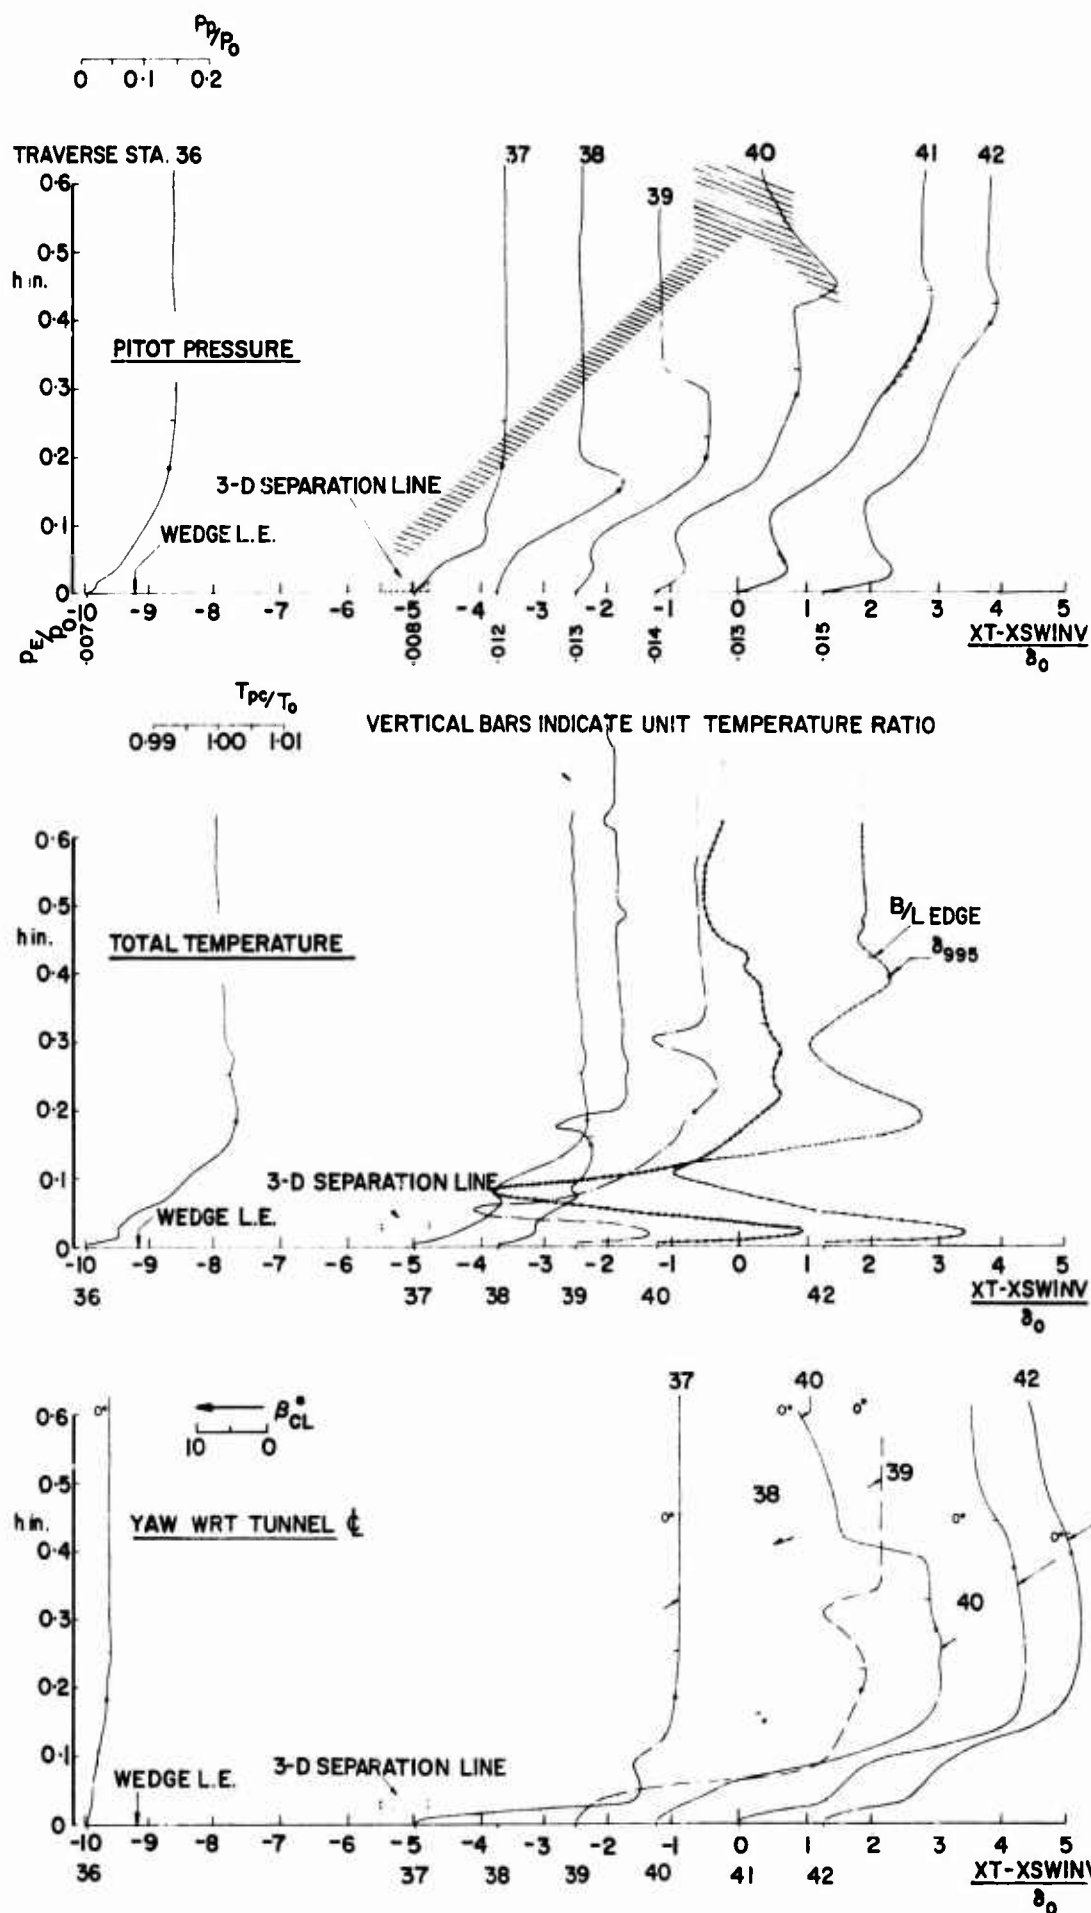 Pp/Po
0 0·1 0·2
TRAVERSE STA. 36
37 38 39 40 41 42
0·6
0·5
h in.
0·4
PITOT PRESSURE
0·3
0·2
3-D SEPARATION LINE
0·1
WEDGE L.E.
0
-10 -9 -8 -7 -6 -5 -4 -3 -2 -1 0 1 2 3 4 5
PE/PO
·007 ·008 ·012 ·013 ·014 ·013 ·015
XT-XSWINV
δo
Tpc/To
0·99 1·00 1·01
VERTICAL BARS INDICATE UNIT TEMPERATURE RATIO
0·6
0·5
B/L EDGE
h in.
TOTAL TEMPERATURE
δ995
0·4
0·3
0·2
3-D SEPARATION LINE
0·1
WEDGE L.E.
0
-10 -9 -8 -7 -6 -5 -4 -3 -2 -1 0 1 2 3 4 5
36 37 38 39 40 42
XT-XSWINV
δo
37 40 42
0·6
0°
β°CL
10 0
0° 0°
0·5
38 39
h in.
YAW WRT TUNNEL ℄
0° 0° 0°
0·4
0·3
40
0·2
0·1
WEDGE L.E.
3-D SEPARATION LINE
0
-10 -9 -8 -7 -6 -5 -4 -3 -2 -1 0 1 2 3 4 5
36 37 38 39 40 41 42
XT-XSWINV
δo